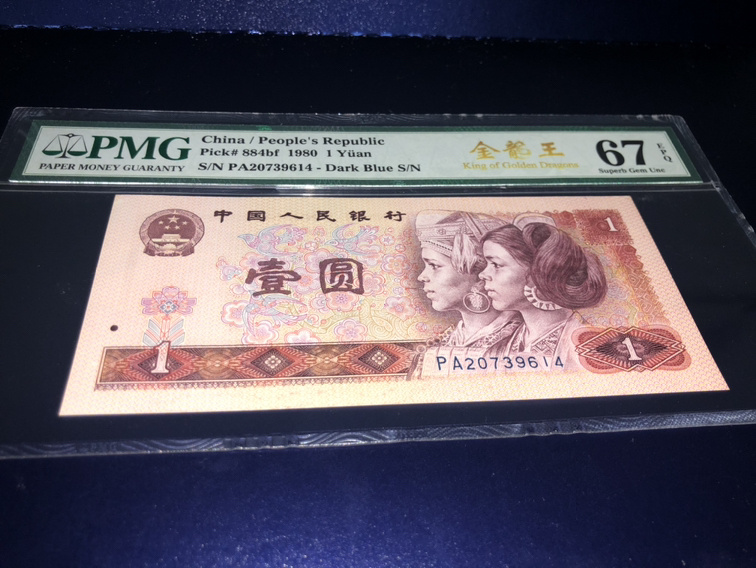 PMG
PAPER MONEY GUARANTY
China / People's Republic
Pick# 884bf 1980 1 Yüan
S/N PA20739614 - Dark Blue S/N
金龍王
King of Golden Dragons
67 EPQ
Superb Gem Unc
中国人民银行
1
壹圆
1
PA20739614
1